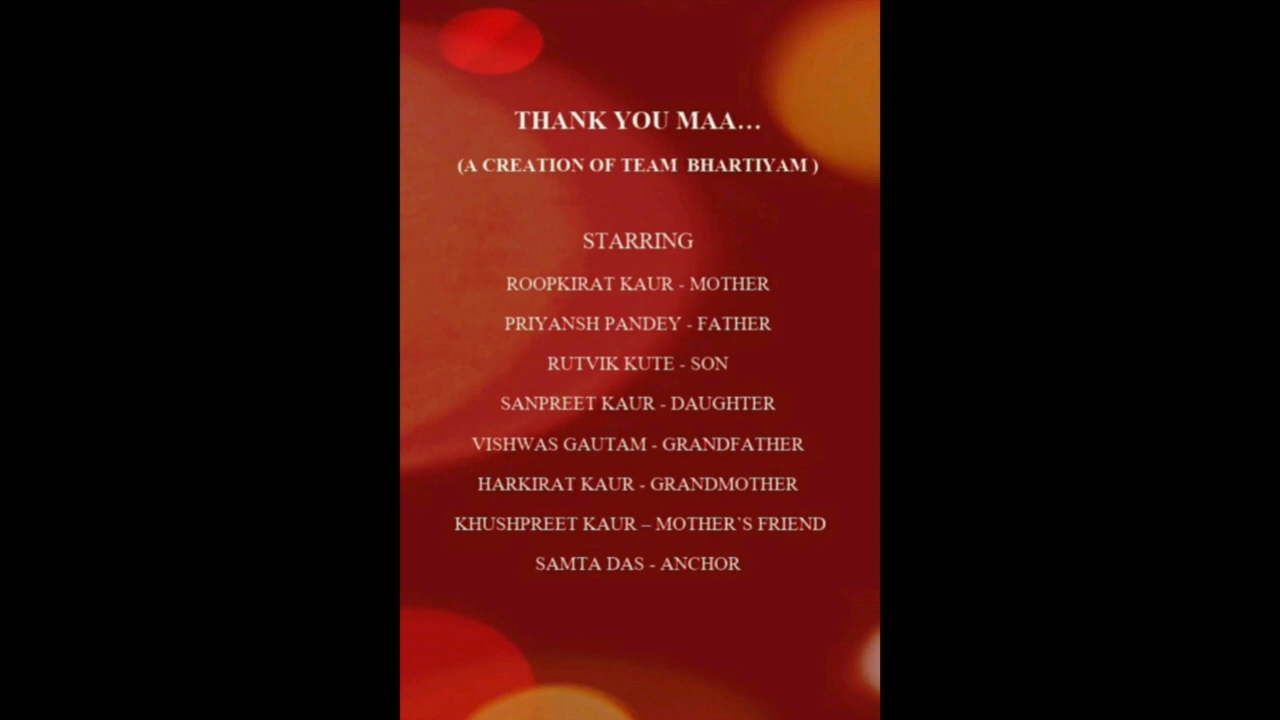 THANK YOU MAA…
(A CREATION OF TEAM BHARTIYAM )
STARRING
ROOPKIRAT KAUR - MOTHER
PRIYANSH PANDEY - FATHER
RUTVIK KUTE - SON
SANPREET KAUR - DAUGHTER
VISHWAS GAUTAM - GRANDFATHER
HARKIRAT KAUR - GRANDMOTHER
KHUSHPREET KAUR – MOTHER’S FRIEND
SAMTA DAS - ANCHOR